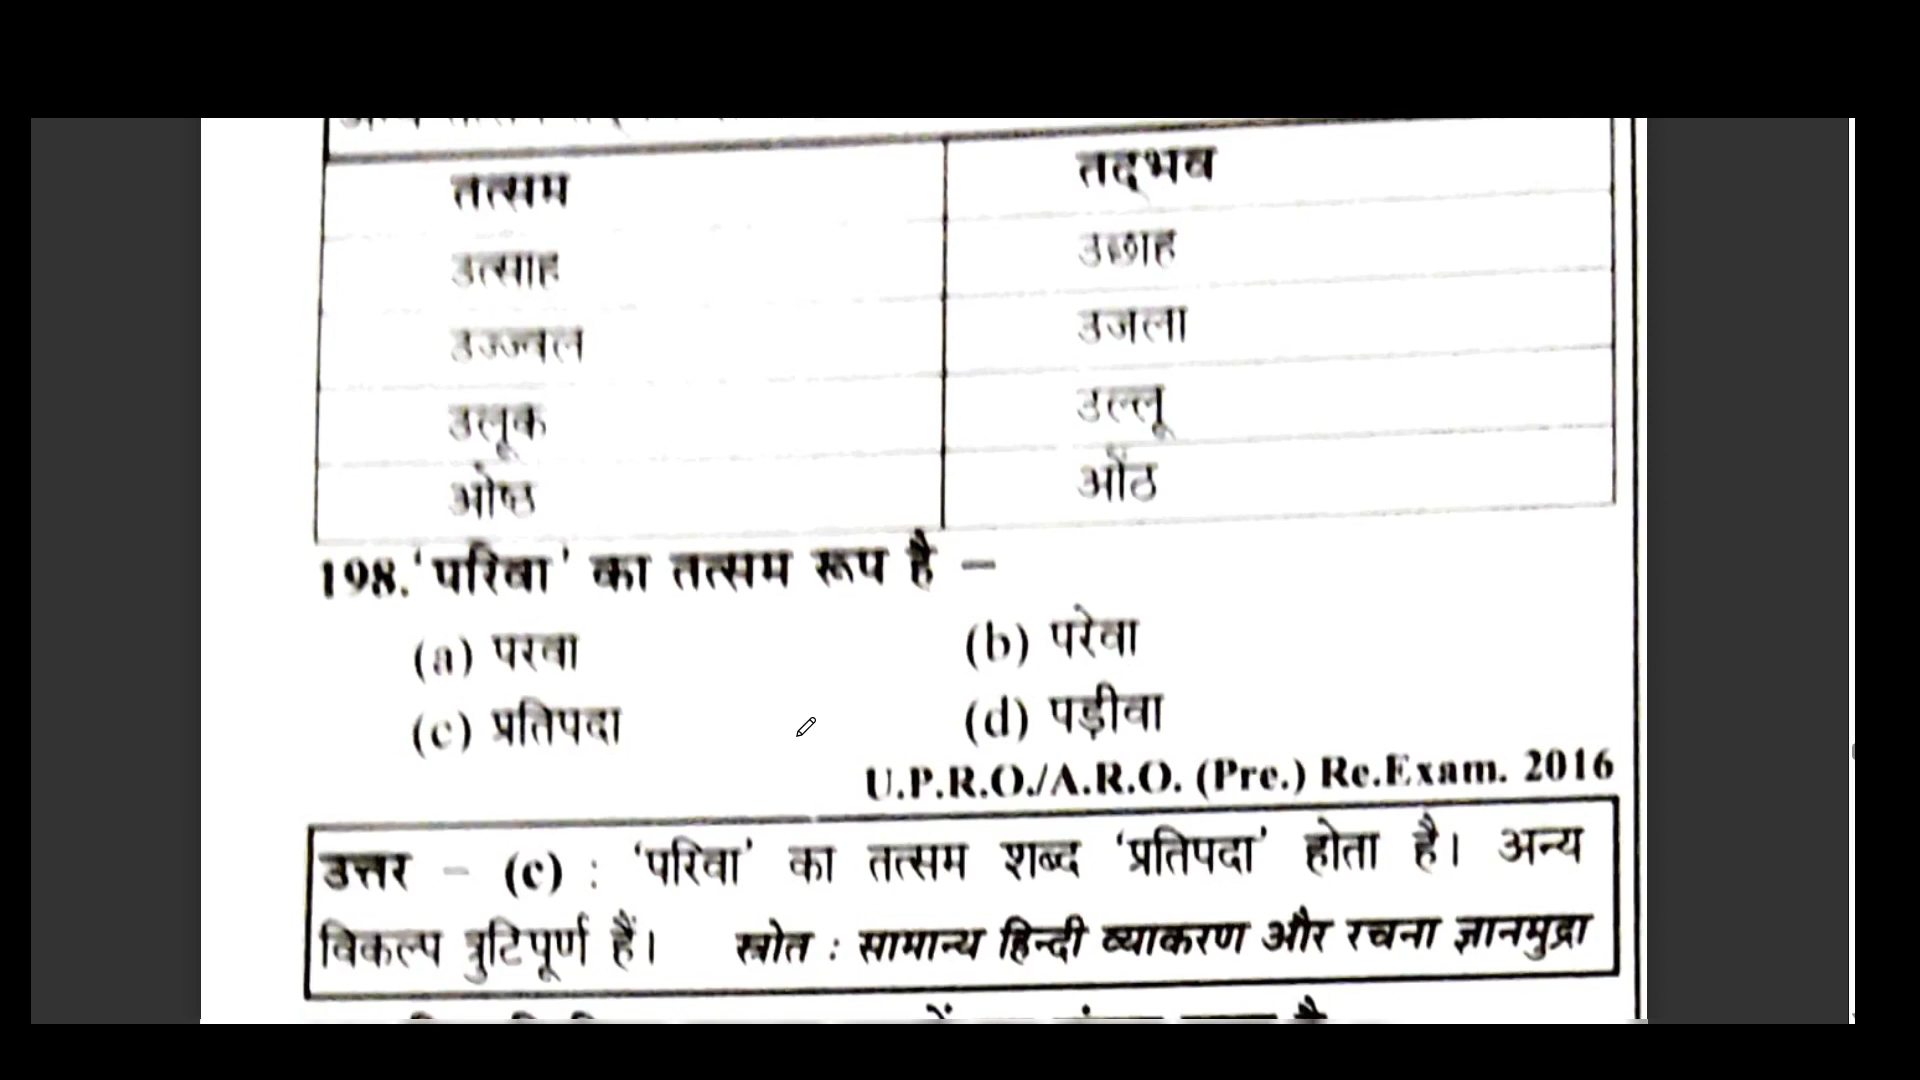 तत्सम तद्भव
उत्साह उछाह
उज्ज्वल उजला
उलूक उल्लू
ओष्ठ ओंठ
198. 'परिवा' का तत्सम रूप है –
(a) परवा (b) परेवा
(c) प्रतिपदा (d) पड़ीवा
U.P.R.O./A.R.O. (Pre.) Re.Exam. 2016
उत्तर – (c) : 'परिवा' का तत्सम शब्द 'प्रतिपदा' होता है। अन्य
विकल्प त्रुटिपूर्ण हैं। स्रोत : सामान्य हिन्दी व्याकरण और रचना ज्ञानमुद्रा